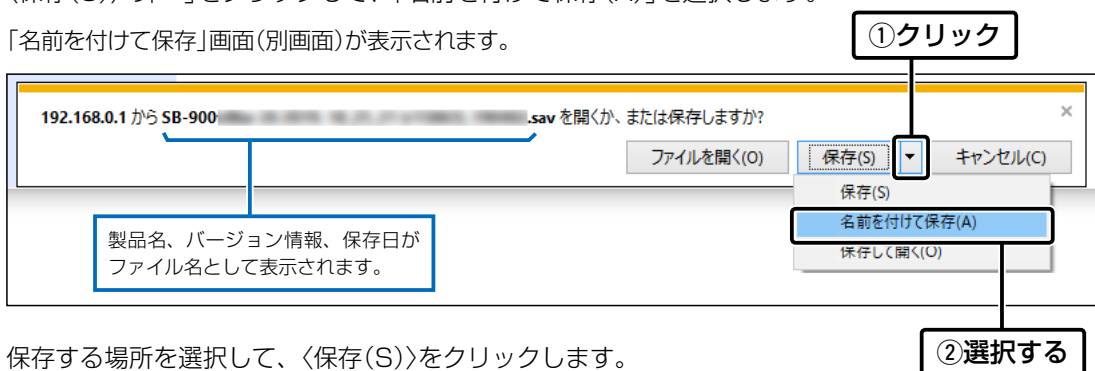 「名前を付けて保存」画面(別画面)が表示されます。
①クリック
192.168.0.1 から SB-900 .sav を開くか、または保存しますか?
×
ファイルを開く(O)
保存(S)
▼
キャンセル(C)
保存(S)
名前を付けて保存(A)
保存して開く(O)
製品名、バージョン情報、保存日が
ファイル名として表示されます。
②選択する
保存する場所を選択して、〈保存(S)〉をクリックします。